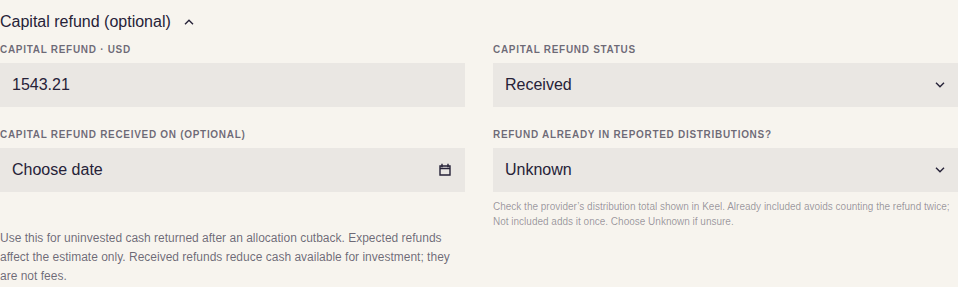 Capital refund (optional)
CAPITAL REFUND · USD
1543.21
CAPITAL REFUND STATUS
Received
CAPITAL REFUND RECEIVED ON (OPTIONAL)
Choose date
REFUND ALREADY IN REPORTED DISTRIBUTIONS?
Unknown
Check the provider's distribution total shown in Keel. Already included avoids counting the refund twice;
Not included adds it once. Choose Unknown if unsure.
Use this for uninvested cash returned after an allocation cutback. Expected refunds
affect the estimate only. Received refunds reduce cash available for investment; they
are not fees.